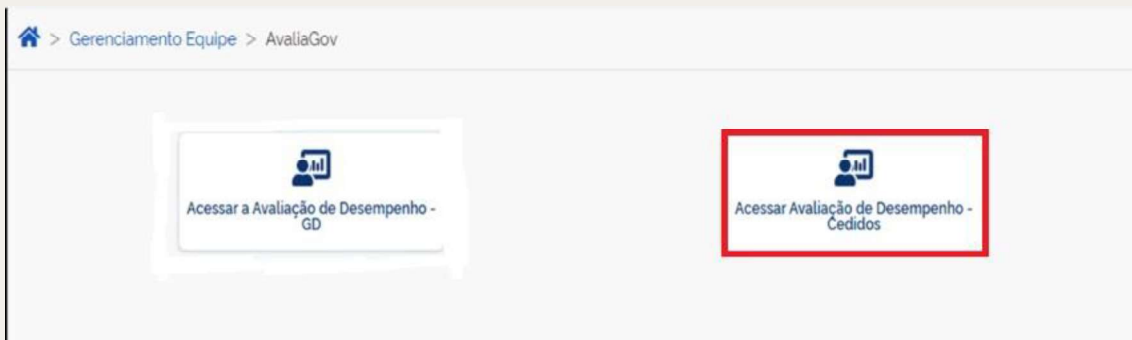 > Gerenciamento Equipe > AvaliaGov
Acessar a Avaliação de Desempenho -
GD
Acessar Avaliação de Desempenho -
Cedidos